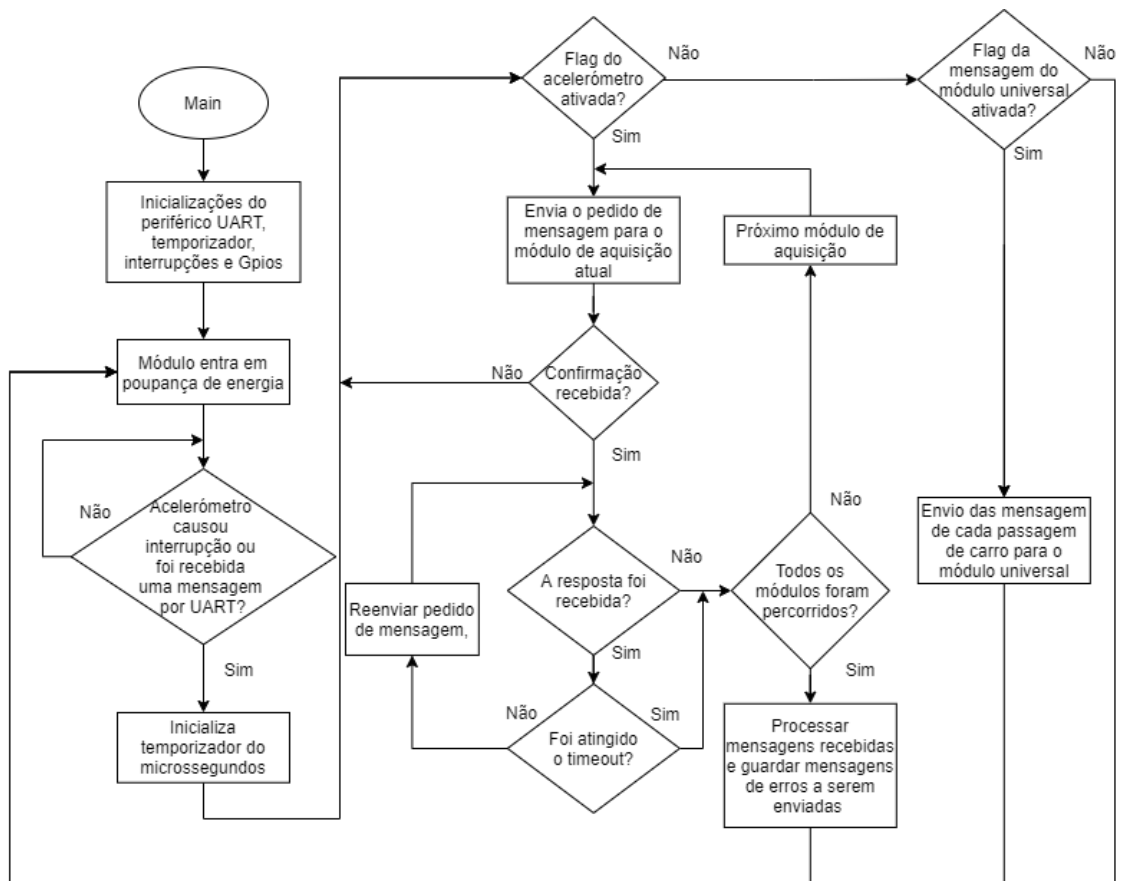 Main
Inicializações do
periférico UART,
temporizador,
interrupções e Gpios
Módulo entra em
poupança de energia
Não
Acelerómetro
causou
interrupção ou
foi recebida
uma mensagem
por UART?
Sim
Inicializa
temporizador do
microssegundos
Flag do
acelerómetro
ativada?
Não
Sim
Envia o pedido de
mensagem para o
módulo de aquisição
atual
Próximo módulo de
aquisição
Não
Confirmação
recebida?
Sim
Reenviar pedido
de mensagem,
A resposta foi
recebida?
Não
Sim
Não
Foi atingido
o timeout?
Sim
Não
Todos os
módulos foram
percorridos?
Sim
Processar
mensagens recebidas
e guardar mensagens
de erros a serem
enviadas
Flag da
mensagem do
módulo universal
ativada?
Não
Sim
Envio das mensagem
de cada passagem
de carro para o
módulo universal